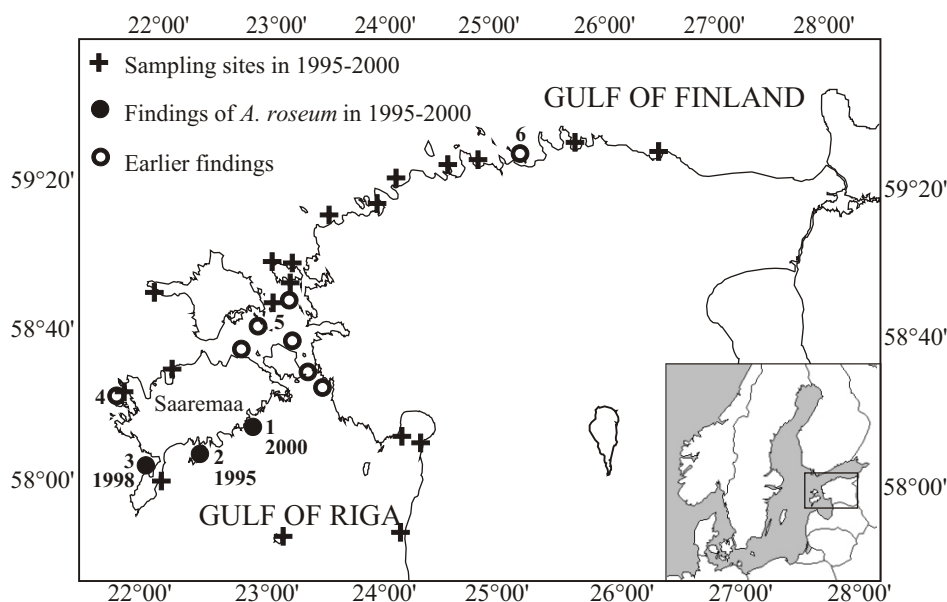 22°00' 23°00' 24°00' 25°00' 26°00' 27°00' 28°00'
Sampling sites in 1995-2000
GULF OF FINLAND
Findings of A. roseum in 1995-2000
6
Earlier findings
59°20' 59°20'
5
58°40' 58°40'
4
Saaremaa
1
2000
3
1998
2
1995
58°00' 58°00'
GULF OF RIGA
22°00' 23°00' 24°00' 25°00' 26°00' 27°00' 28°00'